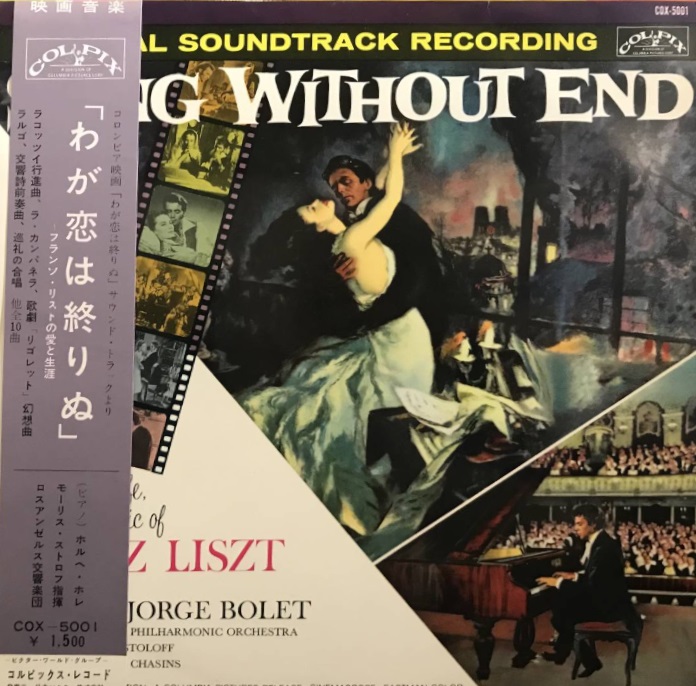 映画音楽
COLPIX
A DIVISION OF
COLUMBIA PICTURES CORP.
コロンビア映画「わが恋は終りぬ」サウンド・トラックより
「わが恋は終りぬ」
―フランツ・リストの愛と生涯
ラコッツイ行進曲、ラ・カンパネラ、歌劇「リゴレット」幻想曲
ラルゴ、交響詩前奏曲、巡礼の合唱 他全10曲
(ピアノ) ホルヘ・ボレ
モーリス・ストロフ指揮
ロスアンゼルス交響楽団
COX-5001
¥1,500
―ビクター・ワールド・グループ―
コルピックス・レコード
COX-5001
AL SOUNDTRACK RECORDING
COLPIX
NG WITHOUT END
ic of
Z LISZT
JORGE BOLET
PHILHARMONIC ORCHESTRA
STOLOFF
CHASINS